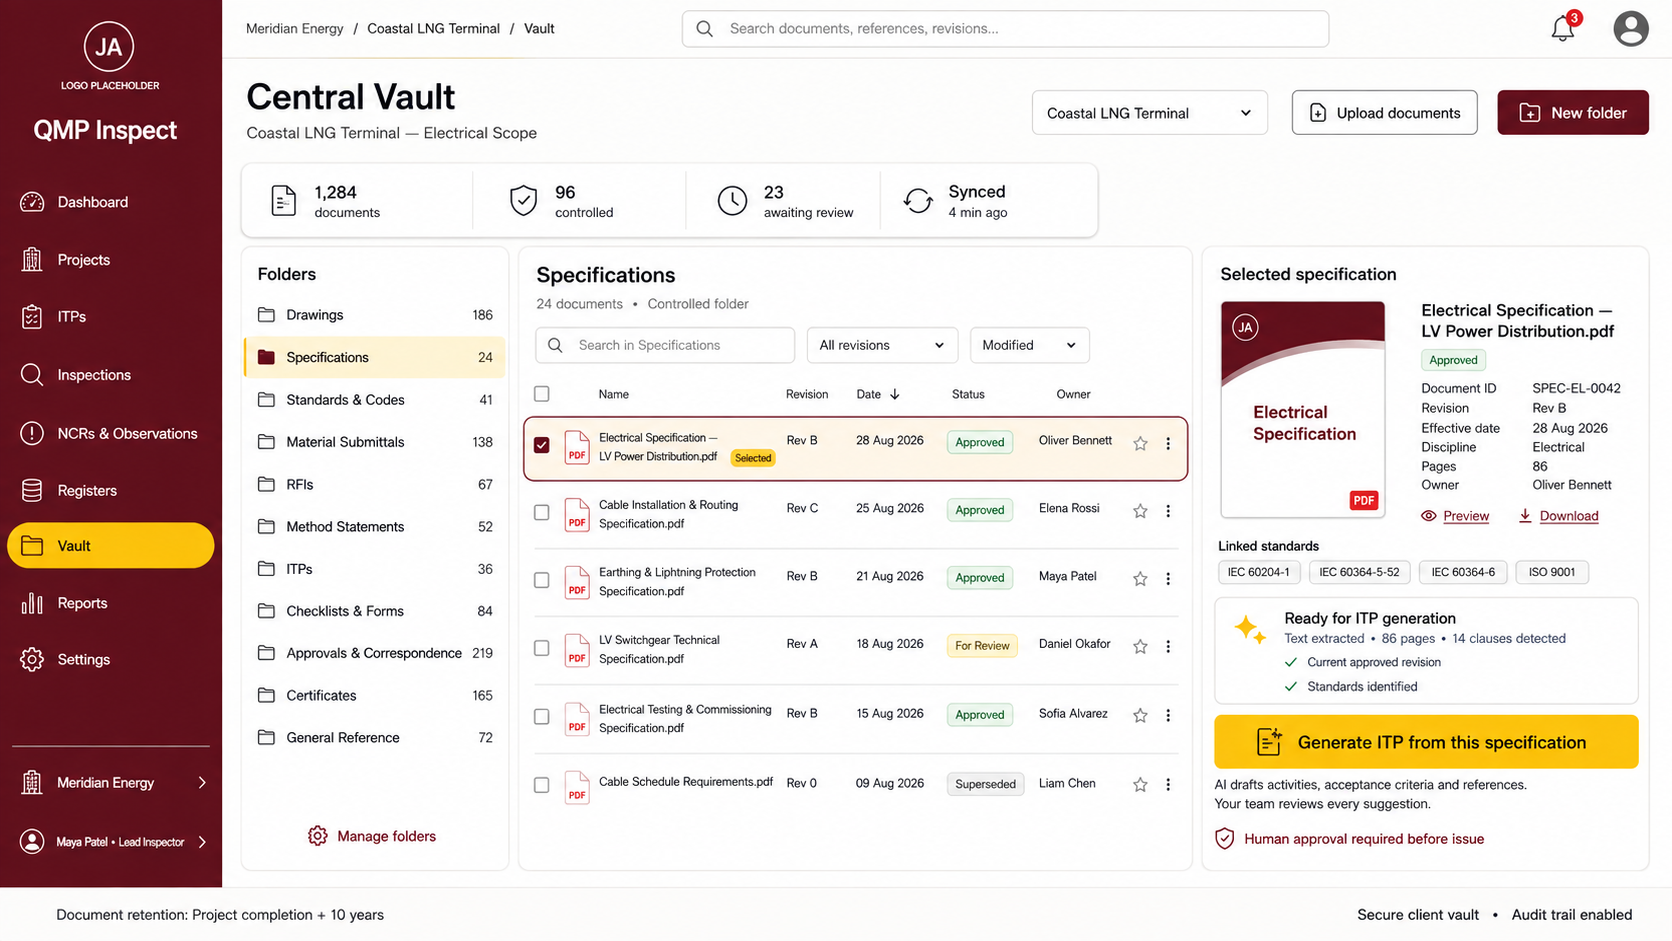 JA
LOGO PLACEHOLDER
QMP Inspect
Dashboard
Projects
ITPs
Inspections
NCRs & Observations
Registers
Vault
Reports
Settings
Meridian Energy
Maya Patel • Lead Inspector
Meridian Energy / Coastal LNG Terminal / Vault
Search documents, references, revisions...
3
Central Vault
Coastal LNG Terminal — Electrical Scope
Coastal LNG Terminal
Upload documents
New folder
1,284
documents
96
controlled
23
awaiting review
Synced
4 min ago
Folders
Drawings 186
Specifications 24
Standards & Codes 41
Material Submittals 138
RFIs 67
Method Statements 52
ITPs 36
Checklists & Forms 84
Approvals & Correspondence 219
Certificates 165
General Reference 72
Manage folders
Specifications
24 documents • Controlled folder
Search in Specifications
All revisions
Modified
Name Revision Date Status Owner
PDF
Electrical Specification —
LV Power Distribution.pdf
Selected
Rev B 28 Aug 2026 Approved Oliver Bennett
PDF
Cable Installation & Routing
Specification.pdf
Rev C 25 Aug 2026 Approved Elena Rossi
PDF
Earthing & Liphtning Protection
Specification.pdf
Rev B 21 Aug 2026 Approved Maya Patel
PDF
LV Switchgear Technical
Specification.pdf
Rev A 18 Aug 2026 For Review Daniel Okafor
PDF
Electrical Testing & Commissioning
Specification.pdf
Rev B 15 Aug 2026 Approved Sofia Alvarez
PDF
Cable Schedule Requirements.pdf Rev 0 09 Aug 2026 Superseded Liam Chen
Selected specification
JA
Electrical
Specification
PDF
Electrical Specification —
LV Power Distribution.pdf
Approved
Document ID SPEC-EL-0042
Revision Rev B
Effective date 28 Aug 2026
Discipline Electrical
Pages 86
Owner Oliver Bennett
Preview
Download
Linked standards
IEC 60204-1
IEC 60364-5-52
IEC 60364-6
ISO 9001
Ready for ITP generation
Text extracted • 86 pages • 14 clauses detected
Current approved revision
Standards identified
Generate ITP from this specification
AI drafts activities, acceptance criteria and references.
Your team reviews every suggestion.
Human approval required before issue
Document retention: Project completion + 10 years
Secure client vault • Audit trail enabled